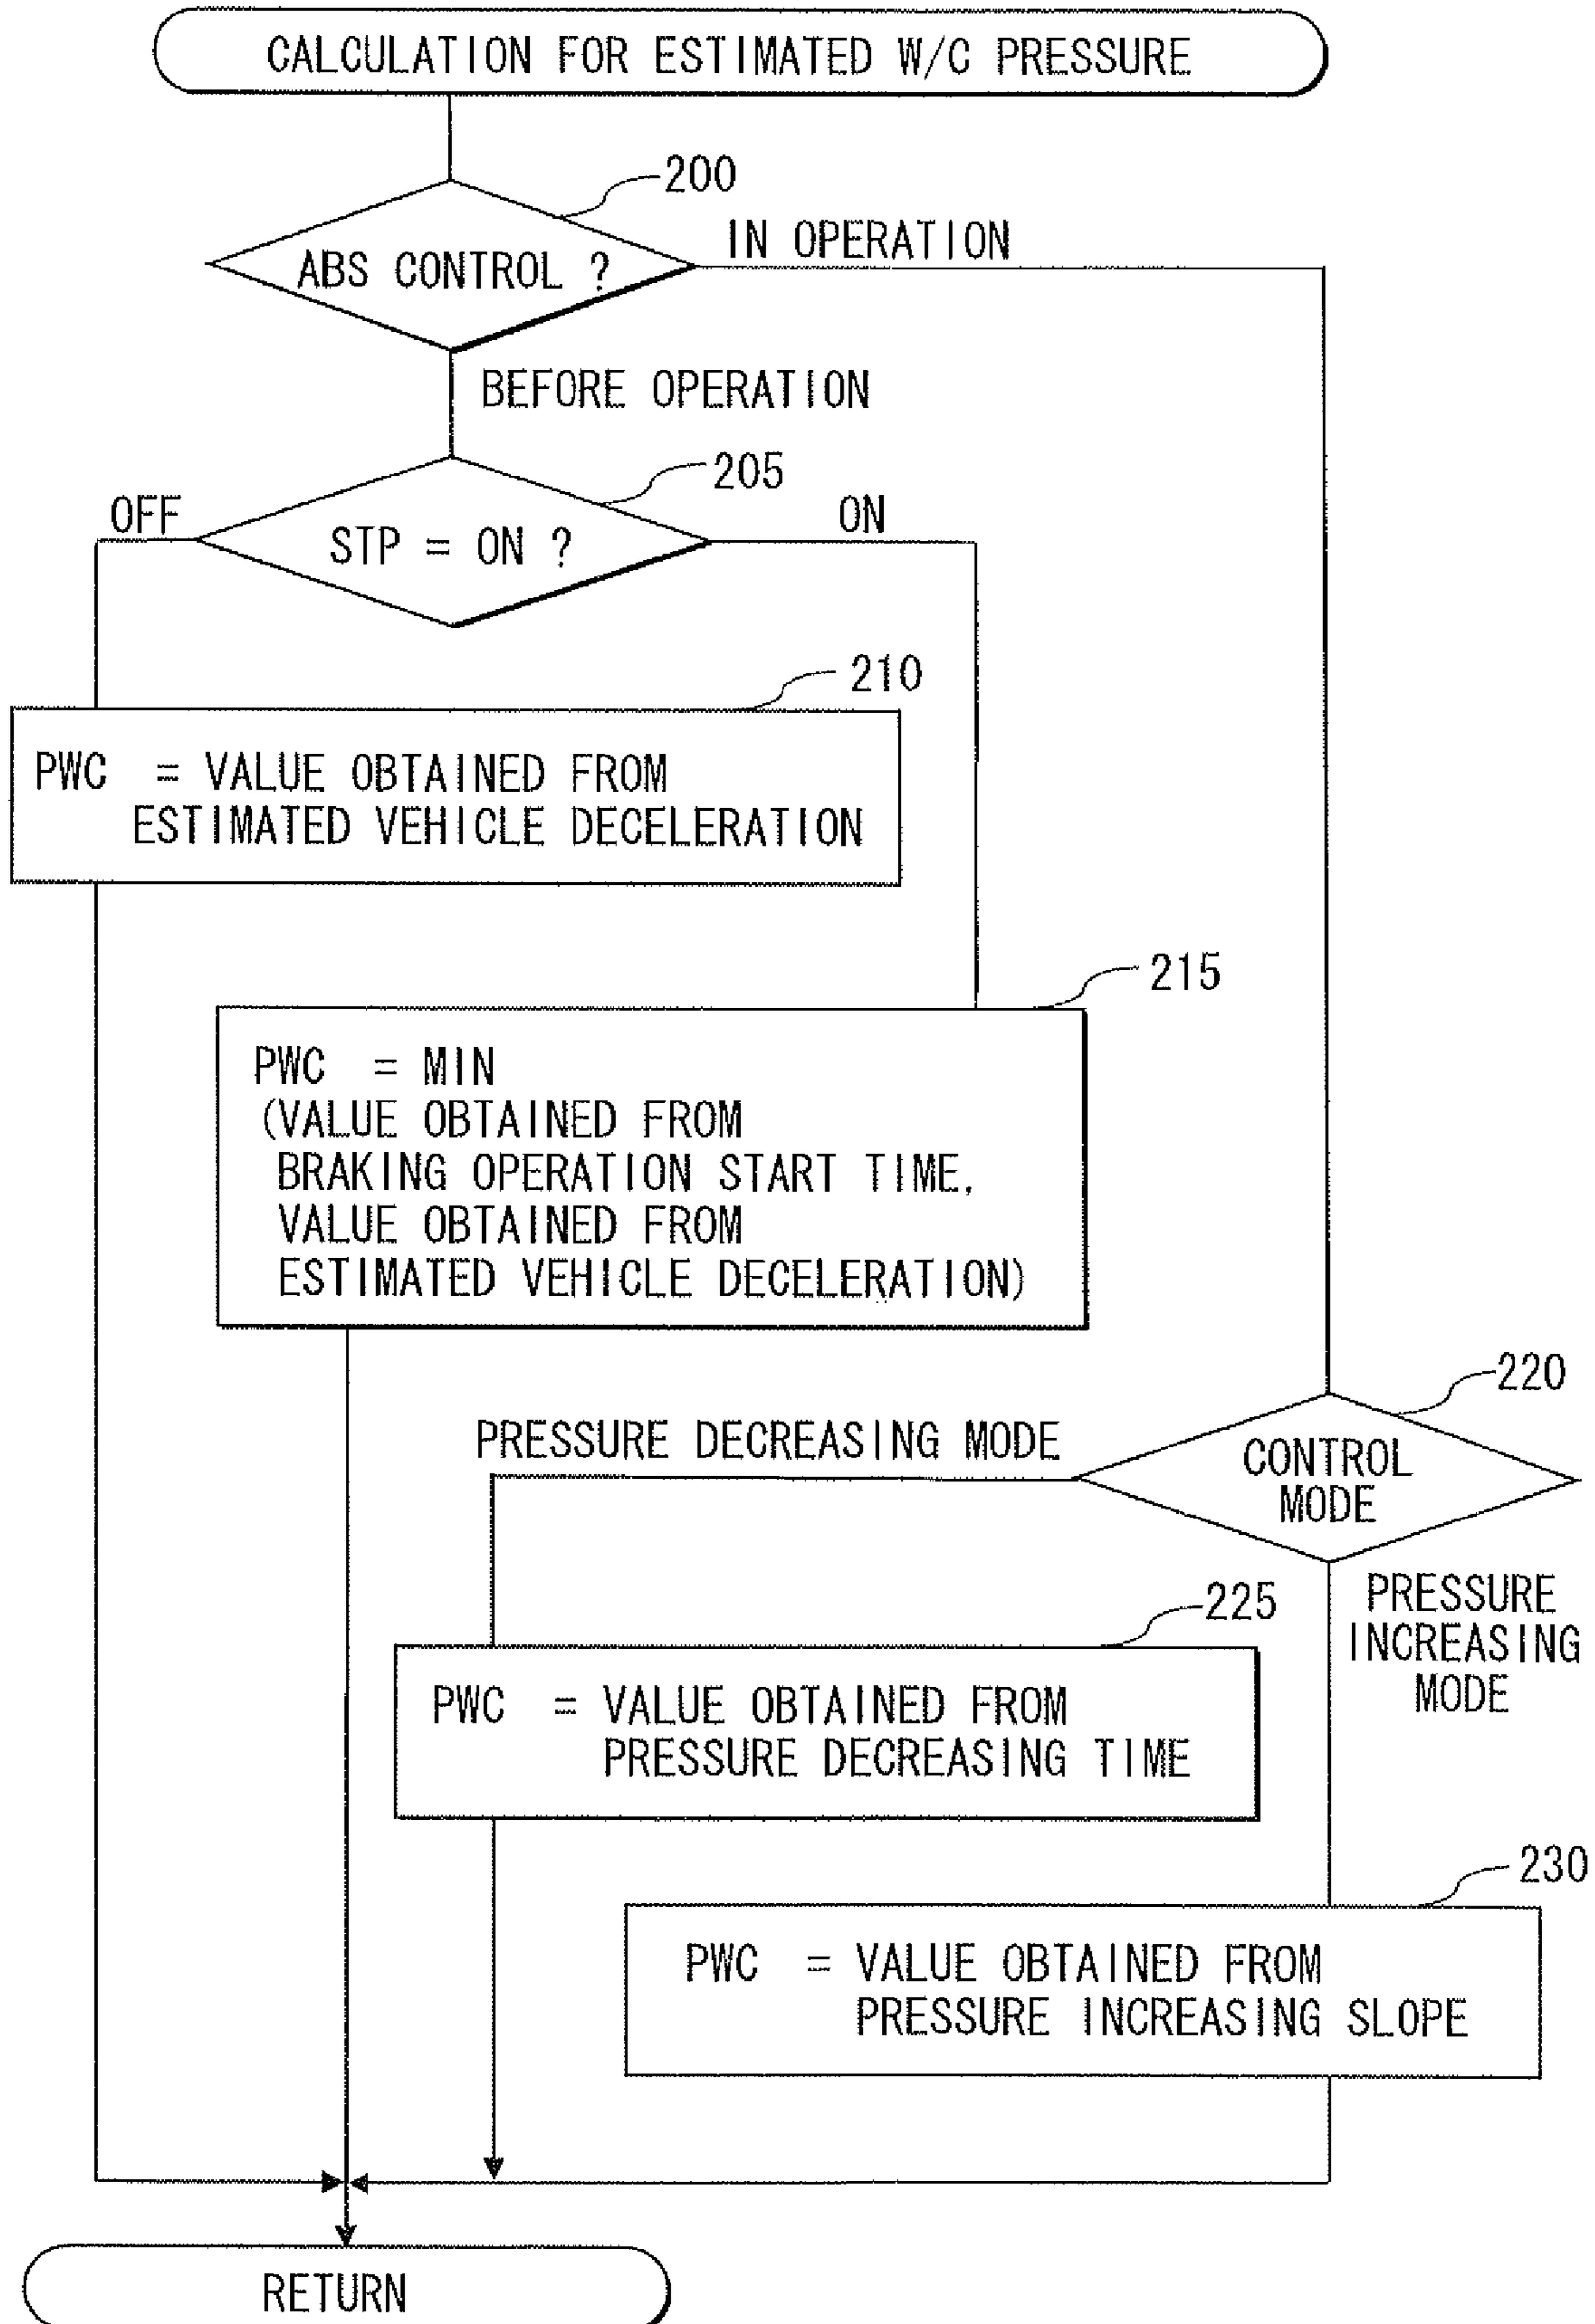 CALCULATION FOR ESTIMATED W/C PRESSURE
200
ABS CONTROL ?
IN OPERATION
BEFORE OPERATION
205
OFF
STP = ON ?
ON
210
PWC = VALUE OBTAINED FROM
ESTIMATED VEHICLE DECELERATION
215
PWC = MIN
(VALUE OBTAINED FROM
BRAKING OPERATION START TIME,
VALUE OBTAINED FROM
ESTIMATED VEHICLE DECELERATION)
220
PRESSURE DECREASING MODE
CONTROL
MODE
PRESSURE
INCREASING
MODE
225
PWC = VALUE OBTAINED FROM
PRESSURE DECREASING TIME
230
PWC = VALUE OBTAINED FROM
PRESSURE INCREASING SLOPE
RETURN